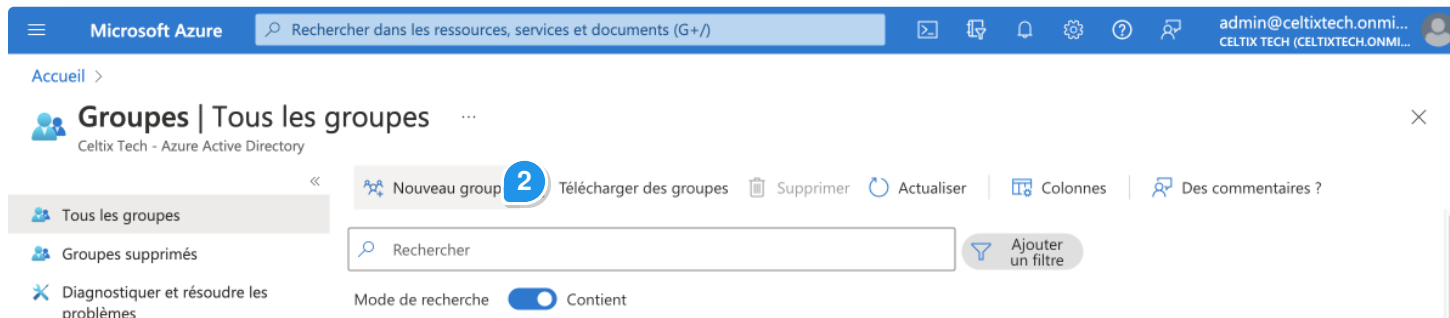 Microsoft Azure
Rechercher dans les ressources, services et documents (G+/)
admin@celtixtech.onmi...
CELTIX TECH (CELTIXTECH.ONMI...
Accueil >
Groupes | Tous les groupes ...
Celtix Tech - Azure Active Directory
«
Nouveau group 2 Télécharger des groupes Supprimer Actualiser Colonnes Des commentaires ?
Tous les groupes
Rechercher
Ajouter
un filtre
Groupes supprimés
Diagnostiquer et résoudre les
problèmes
Mode de recherche Contient